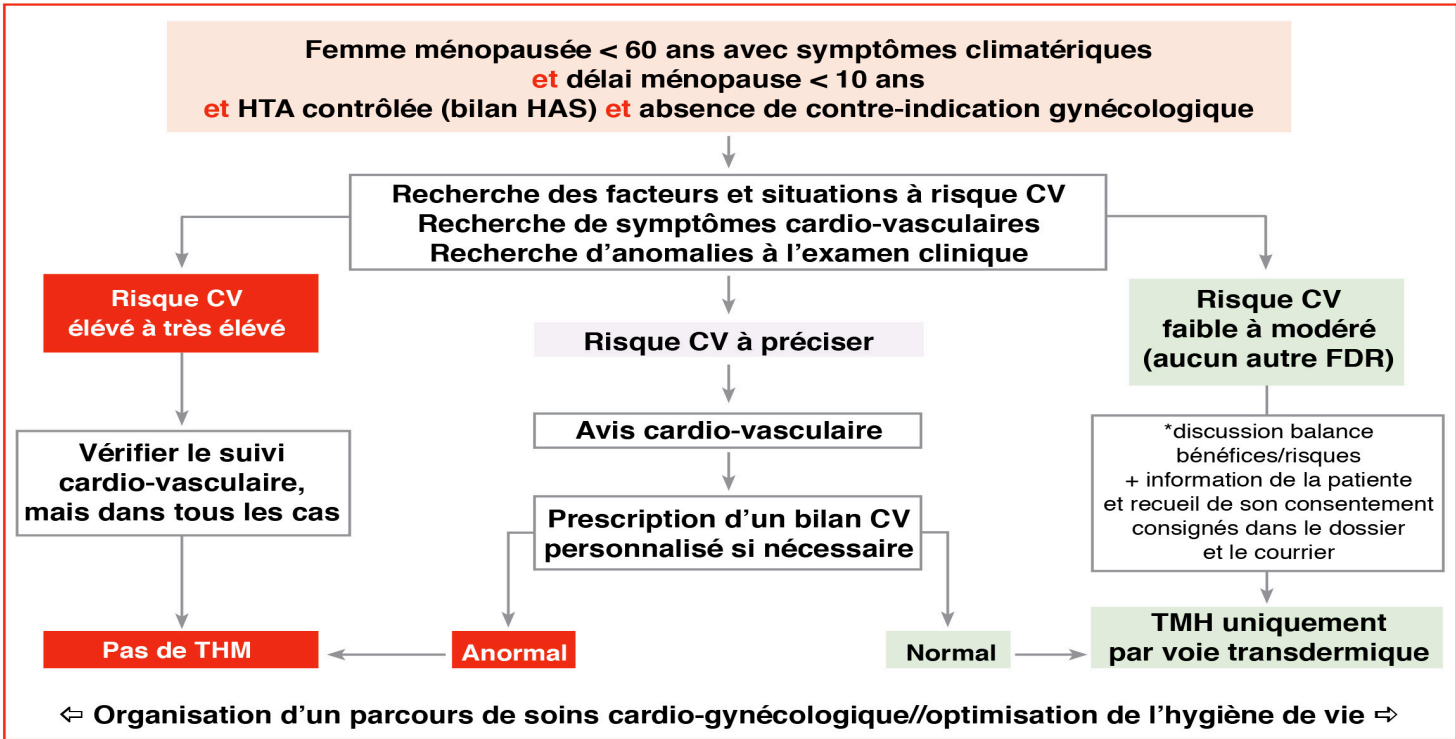 Femme ménopausée < 60 ans avec symptômes climatériques
et délai ménopause < 10 ans
et HTA contrôlée (bilan HAS) et absence de contre-indication gynécologique
Recherche des facteurs et situations à risque CV
Recherche de symptômes cardio-vasculaires
Recherche d'anomalies à l'examen clinique
Risque CV
élévé à très élévé
Vérifier le suivi
cardio-vasculaire,
mais dans tous les cas
Pas de THM
Risque CV à préciser
Avis cardio-vasculaire
Prescription d'un bilan CV
personnalisé si nécessaire
Anormal
Normal
Risque CV
faible à modéré
(aucun autre FDR)
*discussion balance
bénéfices/risques
+ information de la patiente
et recueil de son consentement
consignés dans le dossier
et le courrier
TMH uniquement
par voie transdermique
⇦ Organisation d'un parcours de soins cardio-gynécologique//optimisation de l'hygiène de vie ⇨